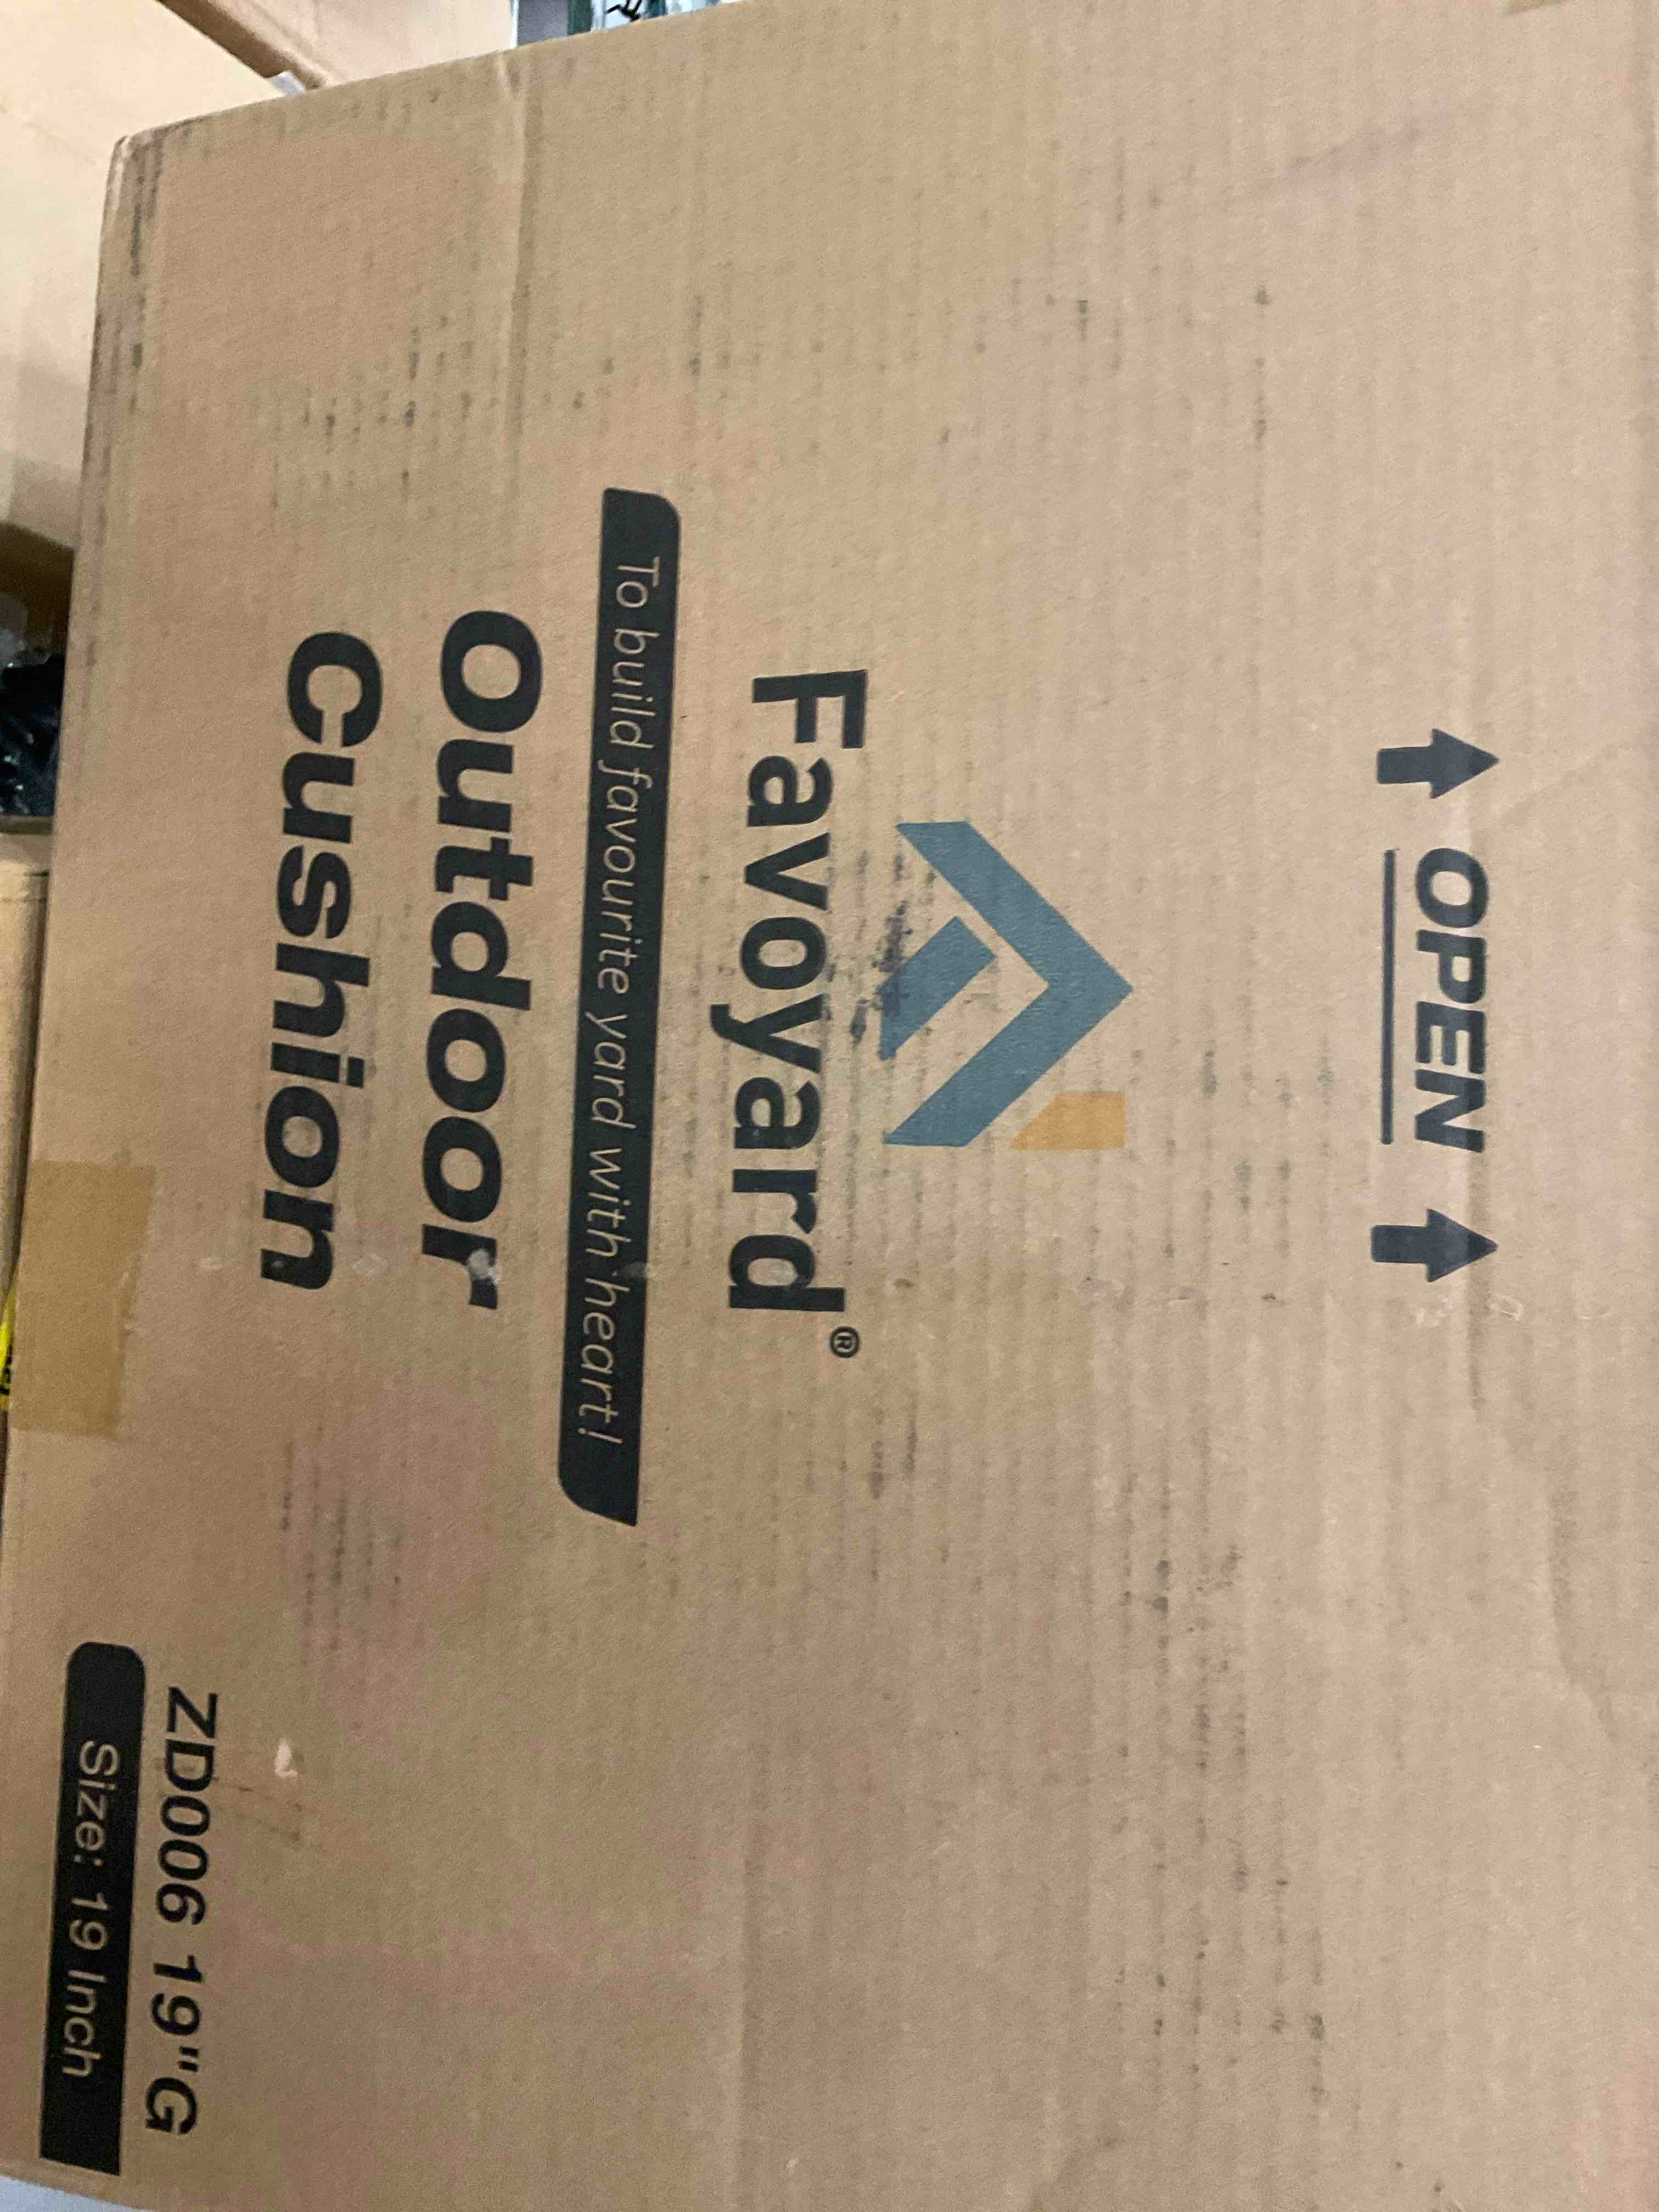 OPEN
Favoyard®
To build favourite yard with heart!
Outdoor
Cushion
ZD006 19"G
Size: 19 Inch